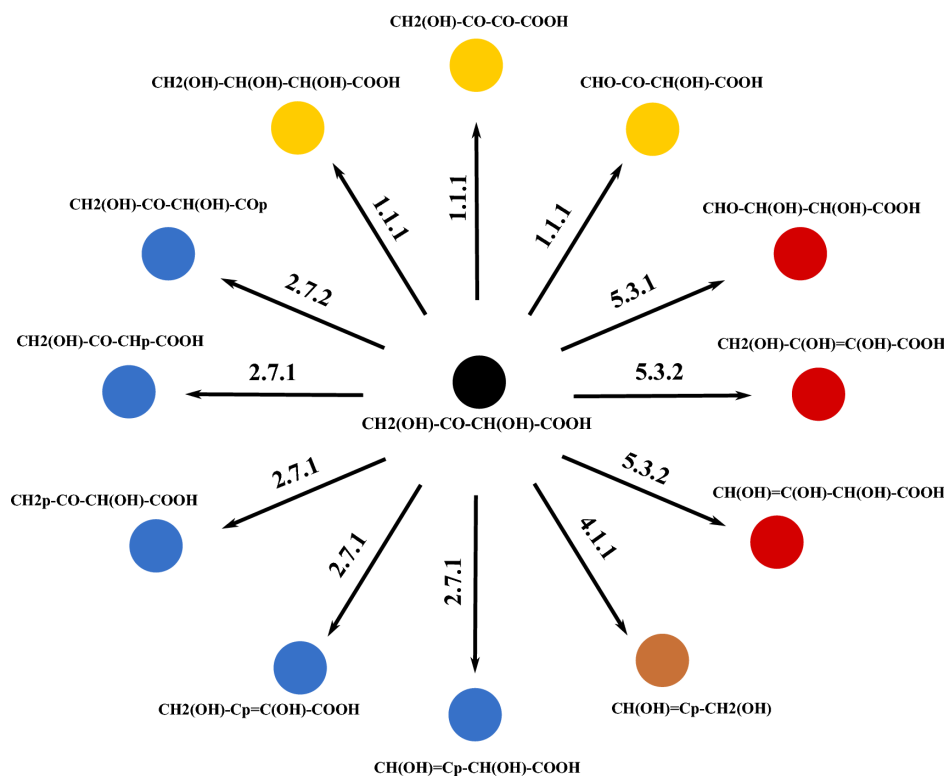 CH2(OH)-CO-CO-COOH
CH2(OH)-CH(OH)-CH(OH)-COOH
CHO-CO-CH(OH)-COOH
1.1.1
1.1.1
1.1.1
CH2(OH)-CO-CH(OH)-COp
CHO-CH(OH)-CH(OH)-COOH
2.7.2
5.3.1
CH2(OH)-CO-CHp-COOH
CH2(OH)-C(OH)=C(OH)-COOH
2.7.1
5.3.2
CH2(OH)-CO-CH(OH)-COOH
2.7.1
5.3.2
CH2p-CO-CH(OH)-COOH
CH(OH)=C(OH)-CH(OH)-COOH
2.7.1
2.7.1
4.1.1
CH2(OH)-Cp=C(OH)-COOH
CH(OH)=Cp-CH2(OH)
CH(OH)=Cp-CH(OH)-COOH